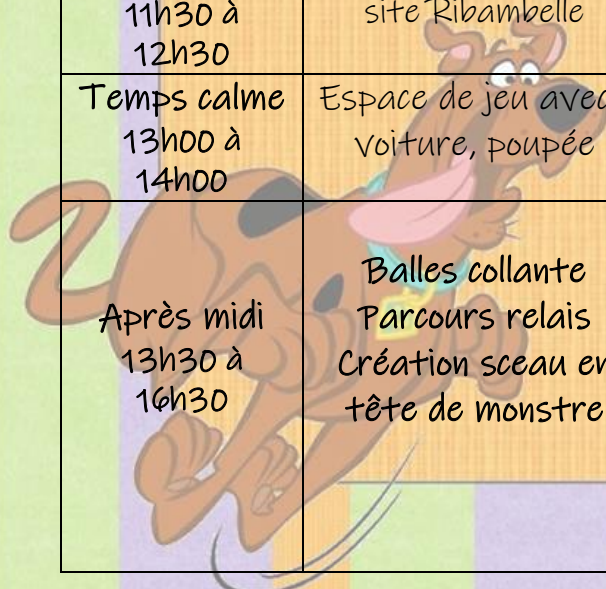 11h30 à
12h30
site Ribambelle
Temps calme
13h00 à
14h00
Espace de jeu avec
voiture, poupée
Après midi
13h30 à
16h30
Balles collante
Parcours relais
Création sceau en
tête de monstre